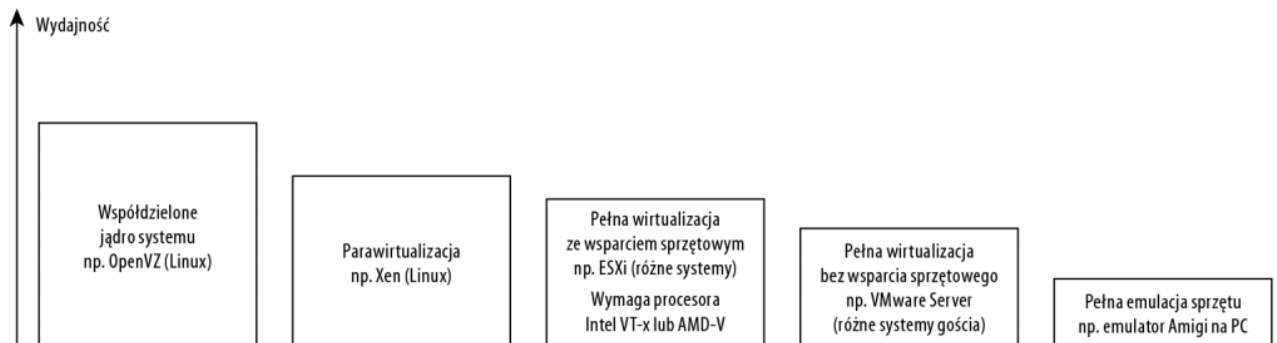 Wydajność
Współdzielone
jądro systemu
np. OpenVZ (Linux)
Parawirtualizacja
np. Xen (Linux)
Pełna wirtualizacja
ze wsparciem sprzętowym
np. ESXi (różne systemy)
Wymaga procesora
Intel VT-x lub AMD-V
Pełna wirtualizacja
bez wsparcia sprzętowego
np. VMware Server
(różne systemy gościa)
Pełna emulacja sprzętu
np. emulator Amigi na PC